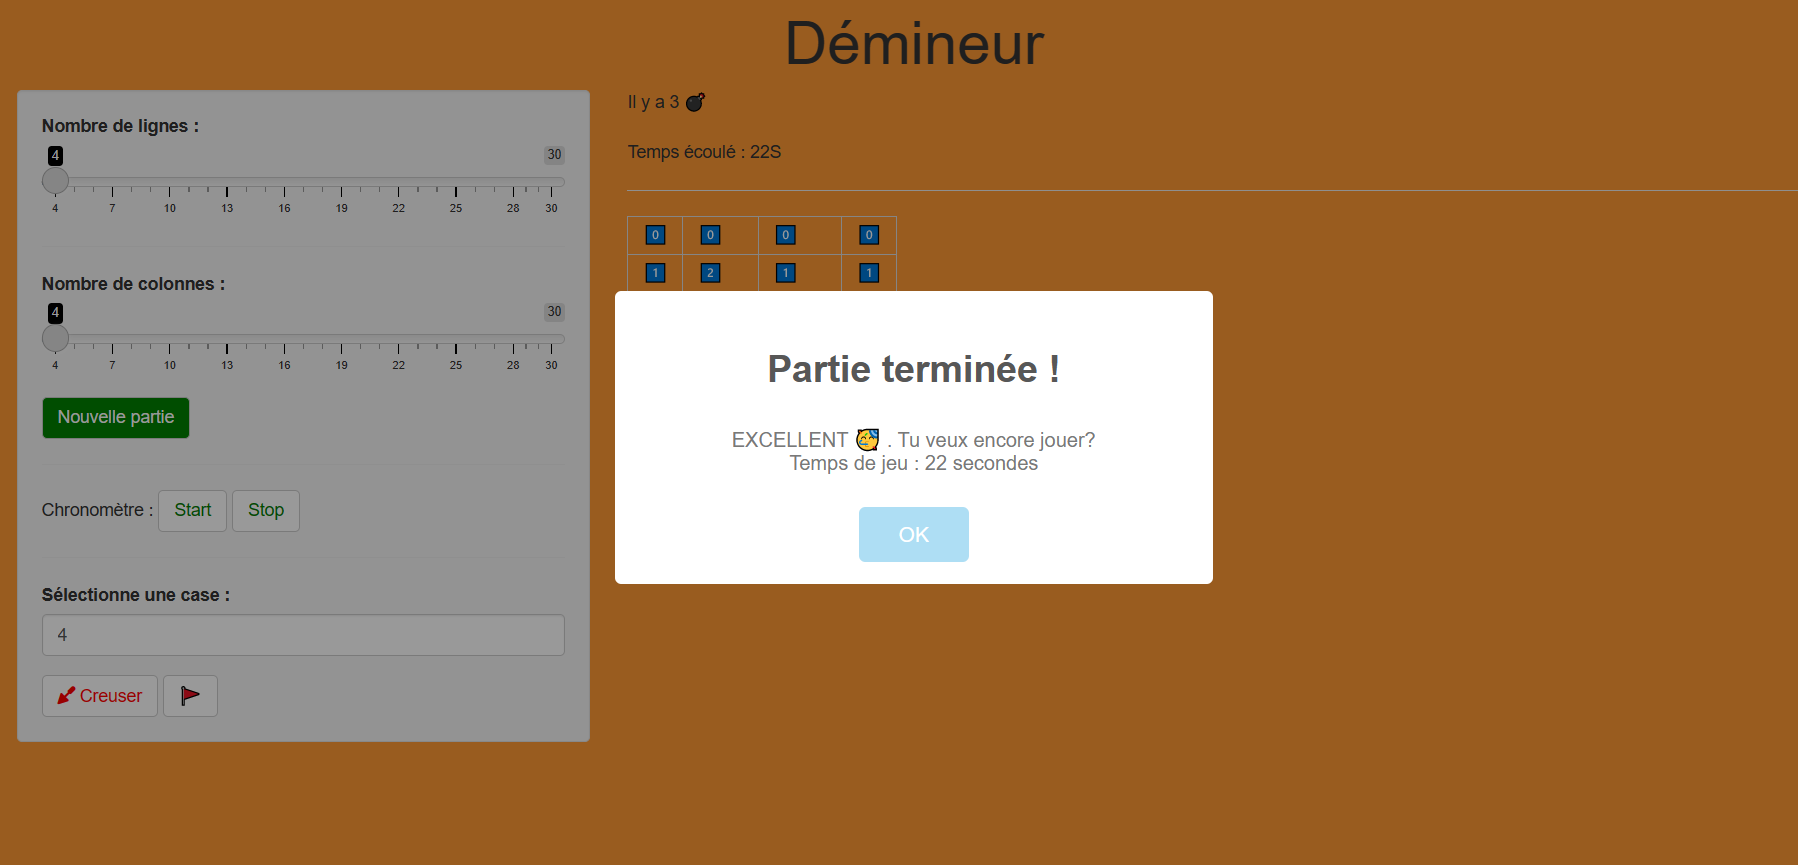 Démineur
Nombre de lignes :
4 30
4 7 10 13 16 19 22 25 28 30
Nombre de colonnes :
4 30
4 7 10 13 16 19 22 25 28 30
Nouvelle partie
Chronomètre : Start Stop
Sélectionne une case :
4
Creuser
Il y a 3 💣
Temps écoulé : 22S
0 0 0 0
1 2 1 1
Partie terminée !
EXCELLENT 🥳 . Tu veux encore jouer?
Temps de jeu : 22 secondes
OK